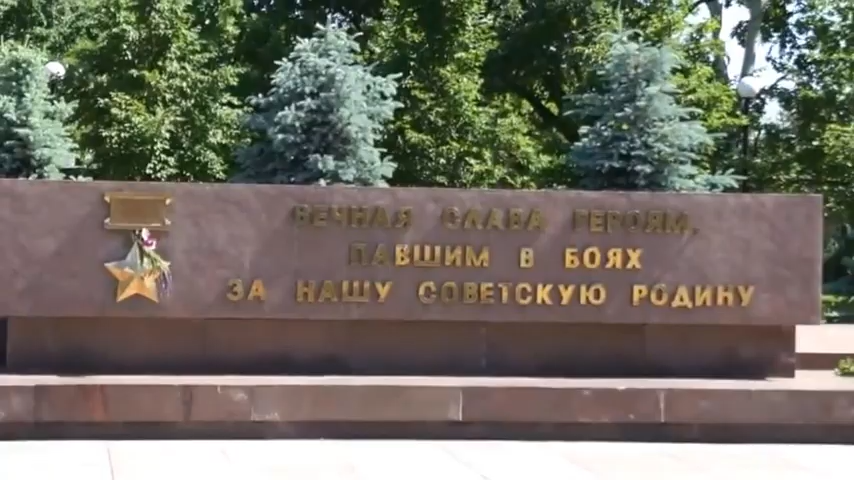 ВЕЧНАЯ СЛАВА ГЕРОЯМ,
ПАВШИМ В БОЯХ
ЗА НАШУ СОВЕТСКУЮ РОДИНУ